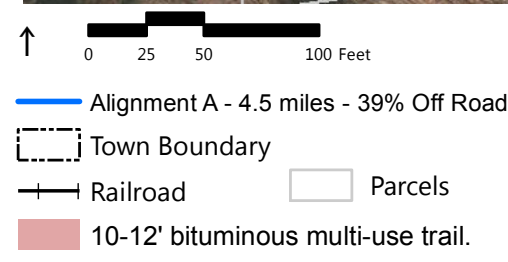 0 25 50 100 Feet
Alignment A - 4.5 miles - 39% Off Road
Town Boundary
Railroad Parcels
10-12' bituminous multi-use trail.